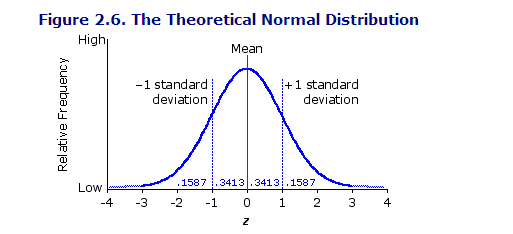 Figure 2.6. The Theoretical Normal Distribution
High
Mean
−1 standard
deviation
+1 standard
deviation
Relative Frequency
.1587 .3413 .3413 .1587
Low
-4 -3 -2 -1 0 1 2 3 4
z